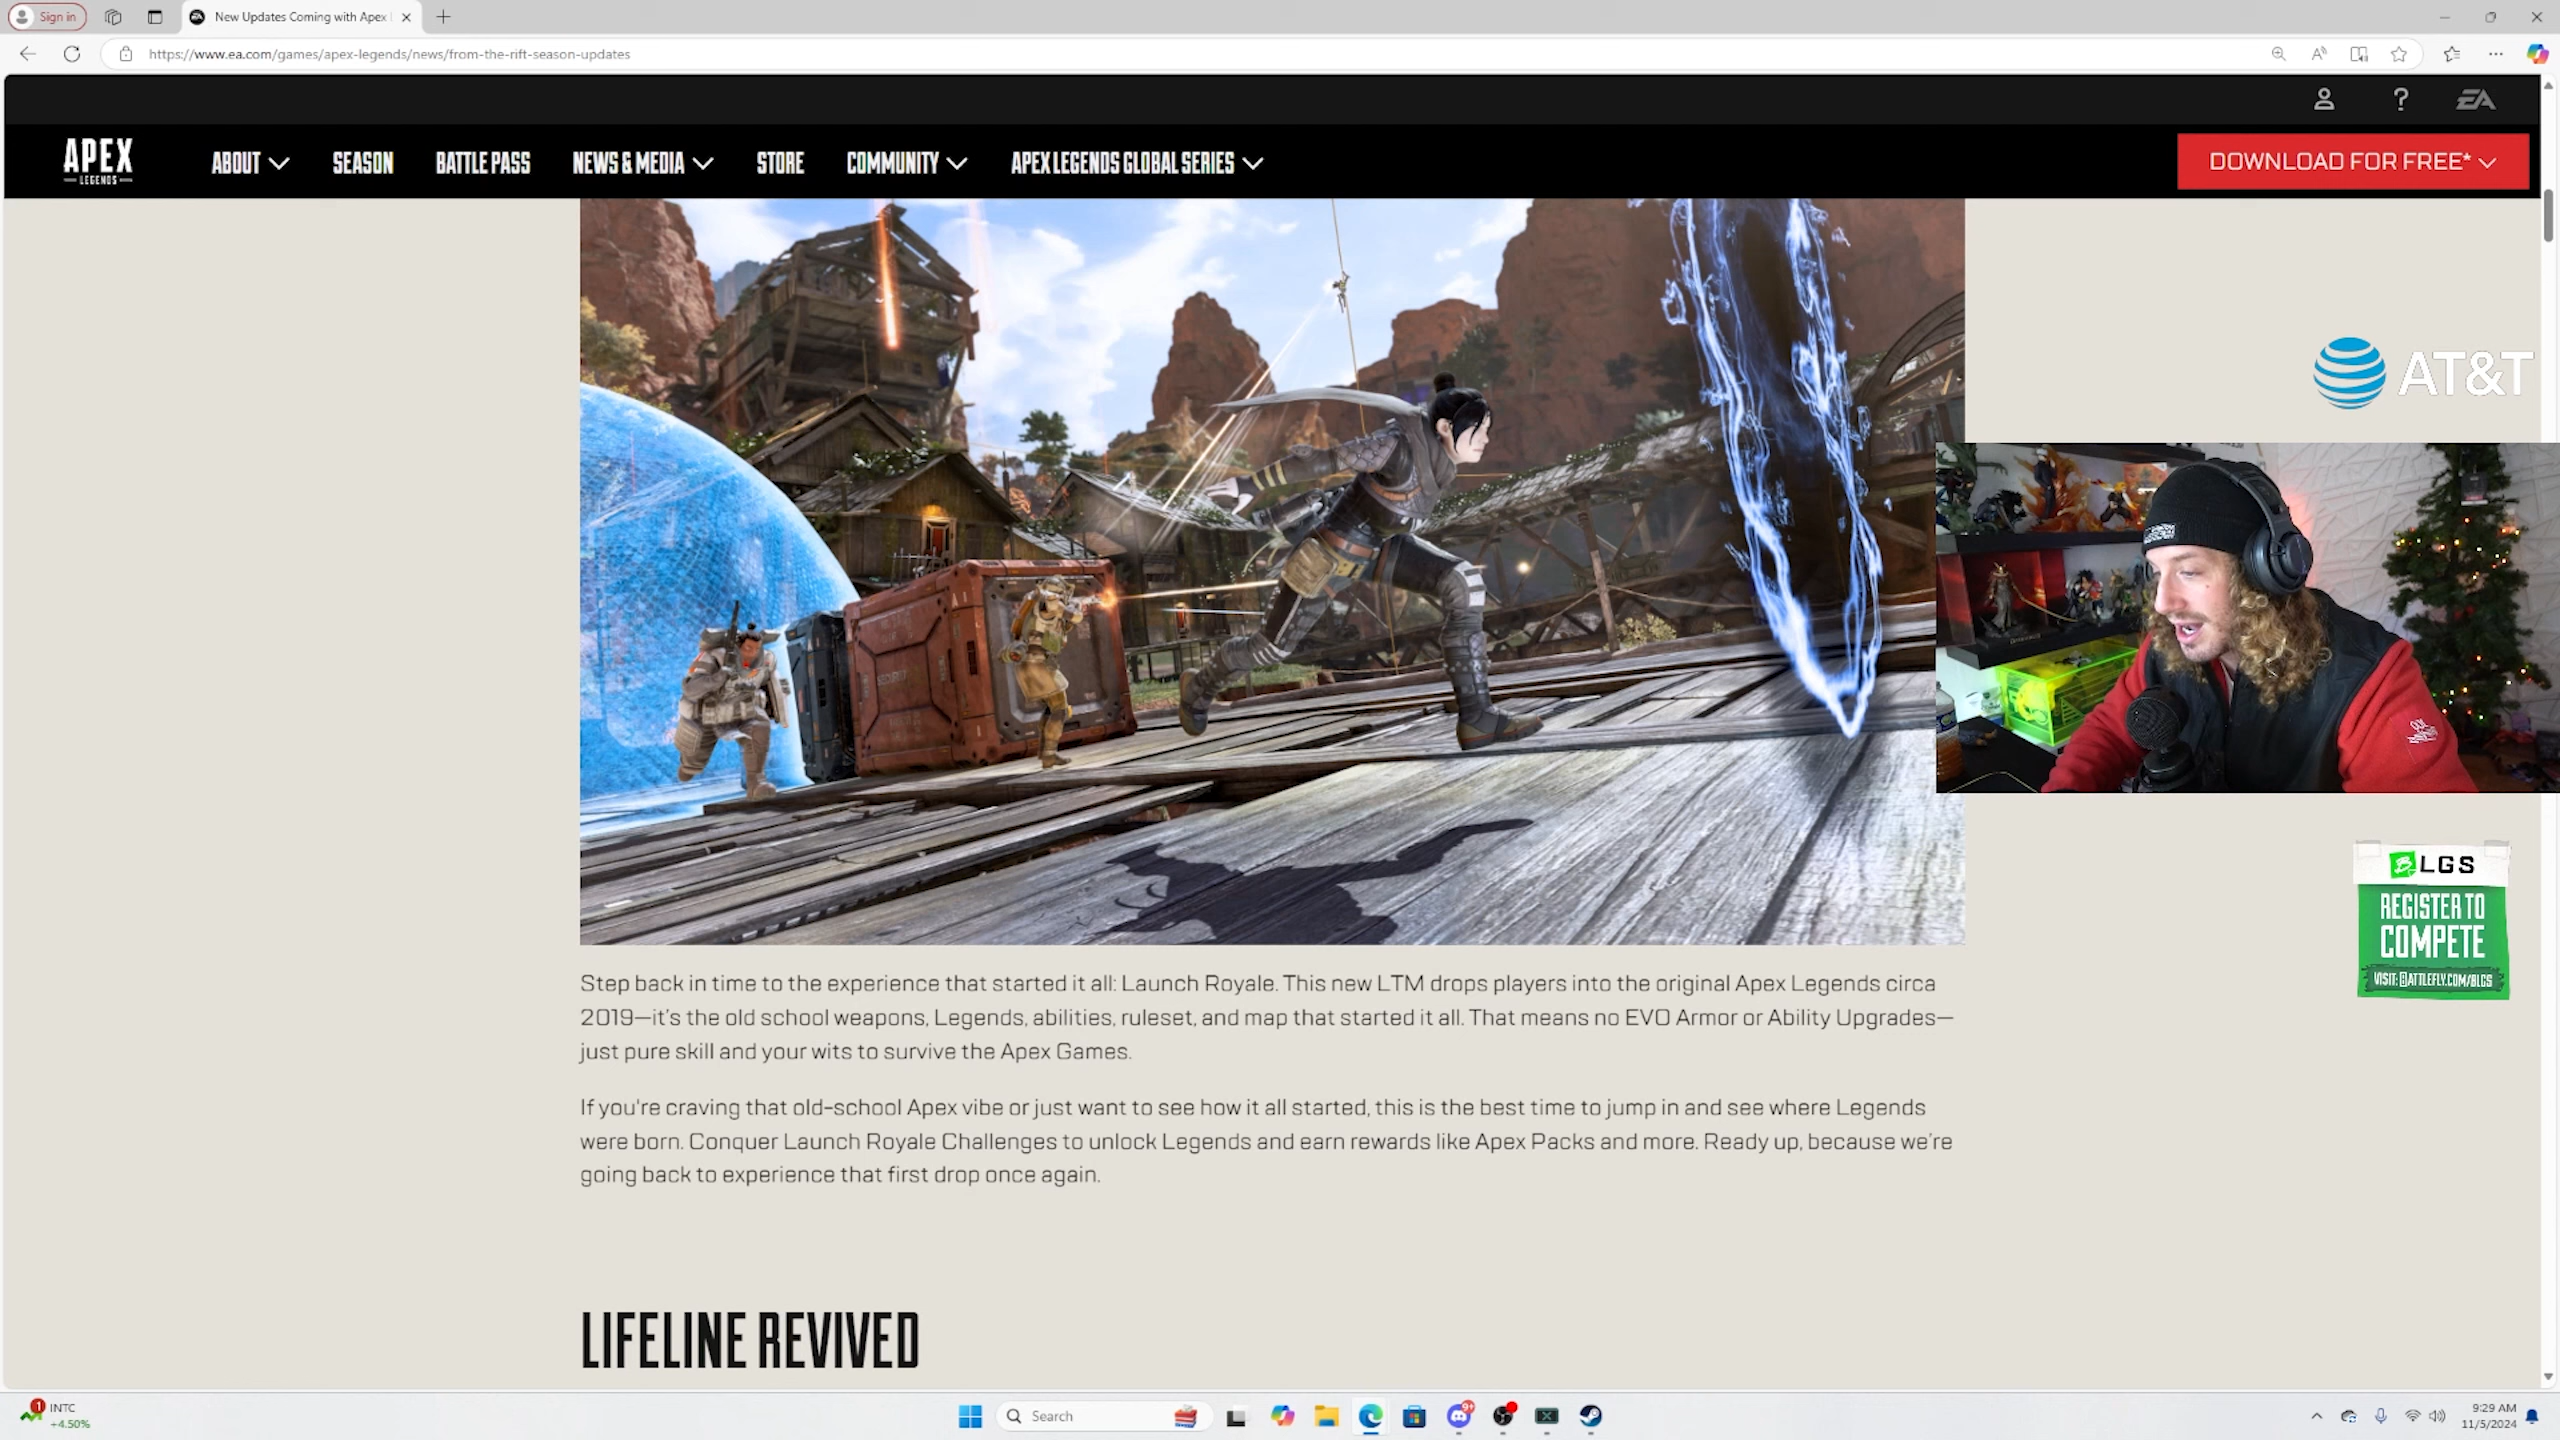 Sign in
New Updates Coming with Apex
https://www.ea.com/games/apex-legends/news/from-the-rift-season-updates
EA
APEX
LEGENDS
ABOUT
SEASON
BATTLE PASS
NEWS & MEDIA
STORE
COMMUNITY
APEX LEGENDS GLOBAL SERIES
DOWNLOAD FOR FREE*
AT&T
BLGS
REGISTER TO
COMPETE
VISIT: BATTLEFLY.COM/BLGS
Step back in time to the experience that started it all: Launch Royale. This new LTM drops players into the original Apex Legends circa
2019—it's the old school weapons, Legends, abilities, ruleset, and map that started it all. That means no EVO Armor or Ability Upgrades—
just pure skill and your wits to survive the Apex Games.
If you're craving that old-school Apex vibe or just want to see how it all started, this is the best time to jump in and see where Legends
were born. Conquer Launch Royale Challenges to unlock Legends and earn rewards like Apex Packs and more. Ready up, because we're
going back to experience that first drop once again.
LIFELINE REVIVED
1
INTC
+4.50%
Search
9+
9:29 AM
11/5/2024